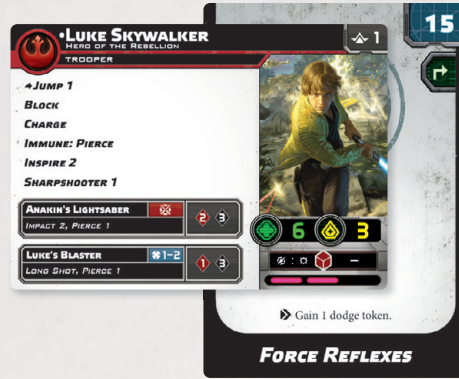 •Luke Skywalker
Hero of the Rebellion
1
15
Trooper
Jump 1
Block
Charge
Immune: Pierce
Inspire 2
Sharpshooter 1
Anakin's Lightsaber
2 3
Impact 2, Pierce 1
6 3
Luke's Blaster 1-2
1 3
Long Shot, Pierce 1
: –
Gain 1 dodge token.
Force Reflexes